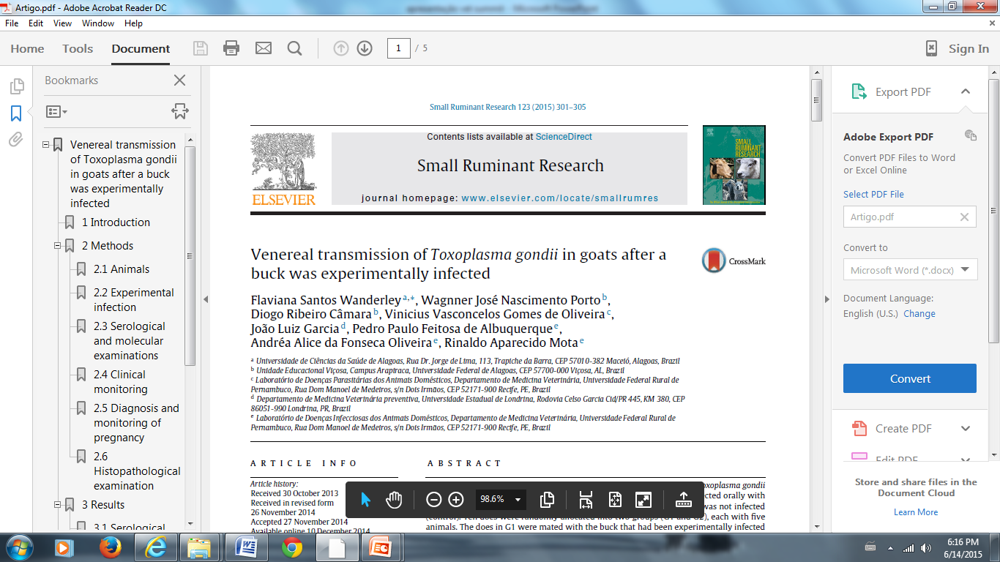 Artigo.pdf - Adobe Acrobat Reader DC
File Edit View Window Help
Home Tools Document 1 / 5 Sign In
Bookmarks
Venereal transmission
of Toxoplasma gondii
in goats after a buck
was experimentally
infected
1 Introduction
2 Methods
2.1 Animals
2.2 Experimental
infection
2.3 Serological
and molecular
examinations
2.4 Clinical
monitoring
2.5 Diagnosis and
monitoring of
pregnancy
2.6
Histopathological
examination
3 Results
3.1 Serological
Small Ruminant Research 123 (2015) 301–305
Contents lists available at ScienceDirect
Small Ruminant Research
journal homepage: www.elsevier.com/locate/smallrumres
ELSEVIER
SMALL
RUMINANT
RESEARCH
Venereal transmission of Toxoplasma gondii in goats after a
buck was experimentally infected
CrossMark
Flaviana Santos Wanderley a,*, Wagnner José Nascimento Porto b,
Diogo Ribeiro Câmara b, Vinicius Vasconcelos Gomes de Oliveira c,
João Luiz Garcia d, Pedro Paulo Feitosa de Albuquerque e,
Andréa Alice da Fonseca Oliveira e, Rinaldo Aparecido Mota e
a Universidade de Ciências da Saúde de Alagoas, Rua Dr. Jorge de Lima, 113, Trapiche da Barra, CEP 57010-382 Maceió, Alagoas, Brazil
b Unidade Educacional Viçosa, Campus Arapiraca, Universidade Federal de Alagoas, CEP 57700-000 Viçosa, AL, Brazil
c Laboratório de Doenças Parasitárias dos Animais Domésticos, Departamento de Medicina Veterinária, Universidade Federal Rural de
Pernambuco, Rua Dom Manoel de Medeiros, s/n Dois Irmãos, CEP 52171-900 Recife, PE, Brazil
d Departamento de Medicina Veterinária preventiva, Universidade Estadual de Londrina, Rodovia Celso Garcia Cid/PR 445, KM 380, CEP
86051-990 Londrina, PR, Brazil
e Laboratório de Doenças Infecciosas dos Animais Domésticos, Departamento de Medicina Veterinária, Universidade Federal Rural de
Pernambuco, Rua Dom Manoel de Medeiros, s/n Dois Irmãos, CEP 52171-900 Recife, PE, Brazil
ARTICLE INFO
Article history:
Received 30 October 2013
Received in revised form
26 November 2014
Accepted 27 November 2014
Available online 10 December 2014
ABSTRACT
oxoplasma gondii
cted orally with
was not infected
(control). Ten does were randomly allocated into two groups (G1 and G2), each with five
animals. The does in G1 were mated with the buck that had been experimentally infected
98.6%
Export PDF
Adobe Export PDF
Convert PDF Files to Word
or Excel Online
Select PDF File
Artigo.pdf
Convert to
Microsoft Word (*.docx)
Document Language:
English (U.S.) Change
Convert
Create PDF
Edit PDF
Store and share files in the
Document Cloud
Learn More
6:16 PM
6/14/2015